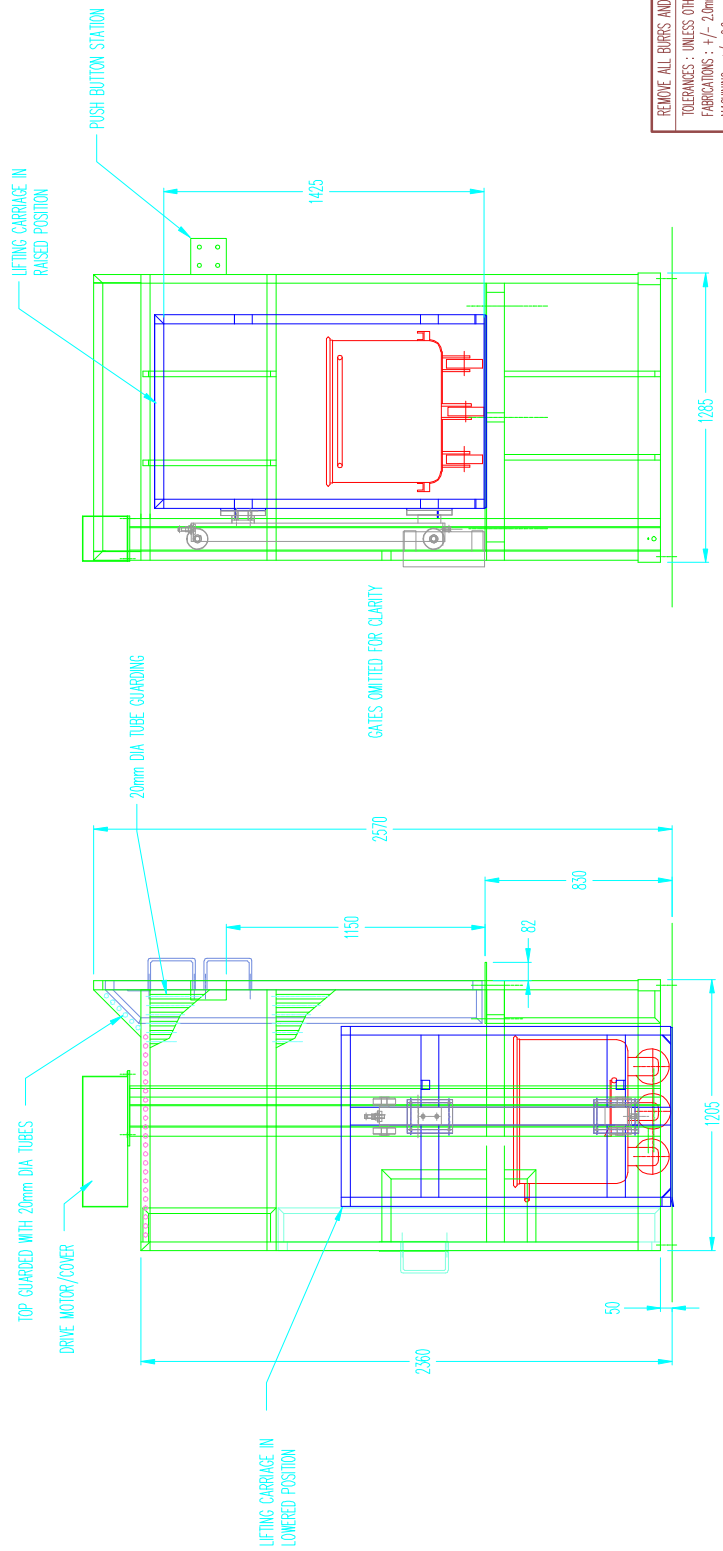 TOP GUARDED WITH 20mm DIA TUBES
DRIVE MOTOR/COVER
LIFTING CARRIAGE IN
LOWERED POSITION
2360
50
1205
82
830
1150
2570
20mm DIA TUBE GUARDING
GATES OMITTED FOR CLARITY
LIFTING CARRIAGE IN
RAISED POSITION
PUSH BUTTON STATION
1425
1285
REMOVE ALL BURRS AND
TOLERANCES : UNLESS OTH
FABRICATIONS : +/- 2.0mm